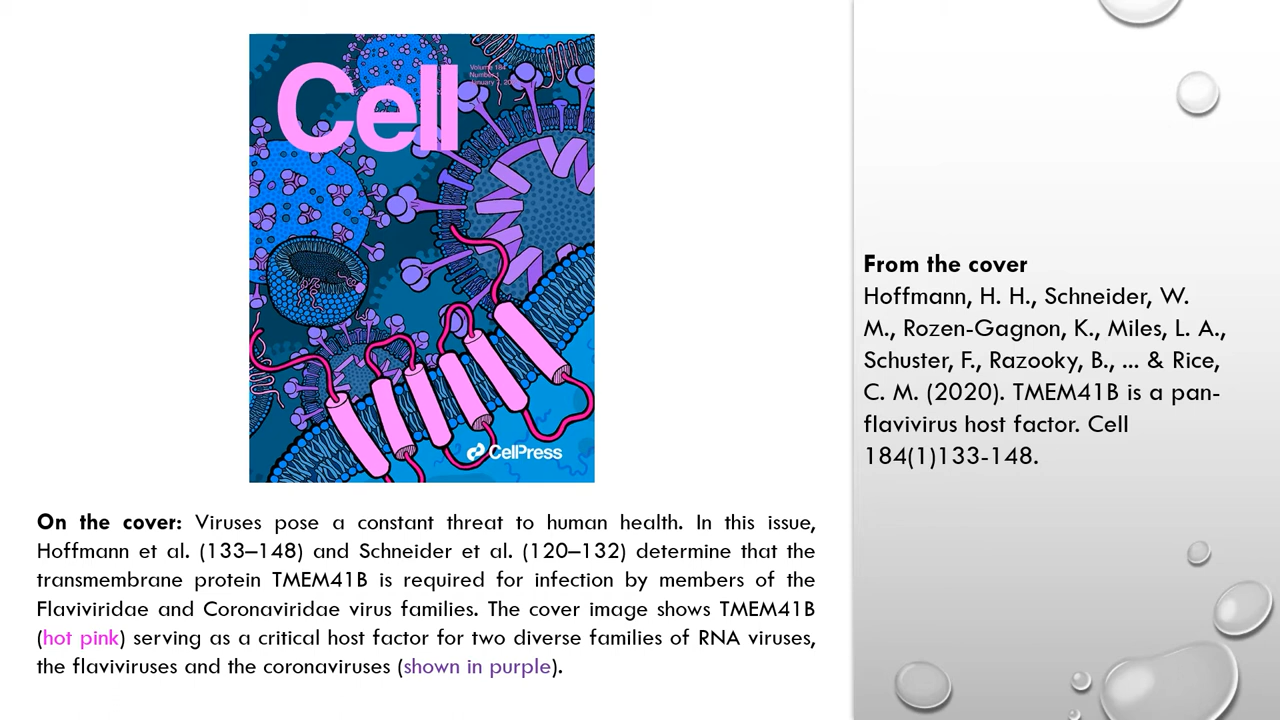 Cell
Volume 184
Number 1
CellPress
On the cover: Viruses pose a constant threat to human health. In this issue,
Hoffmann et al. (133–148) and Schneider et al. (120–132) determine that the
transmembrane protein TMEM41B is required for infection by members of the
Flaviviridae and Coronaviridae virus families. The cover image shows TMEM41B
(hot pink) serving as a critical host factor for two diverse families of RNA viruses,
the flaviviruses and the coronaviruses (shown in purple).
From the cover
Hoffmann, H. H., Schneider, W.
M., Rozen-Gagnon, K., Miles, L. A.,
Schuster, F., Razooky, B., ... & Rice,
C. M. (2020). TMEM41B is a pan-
flavivirus host factor. Cell
184(1)133-148.